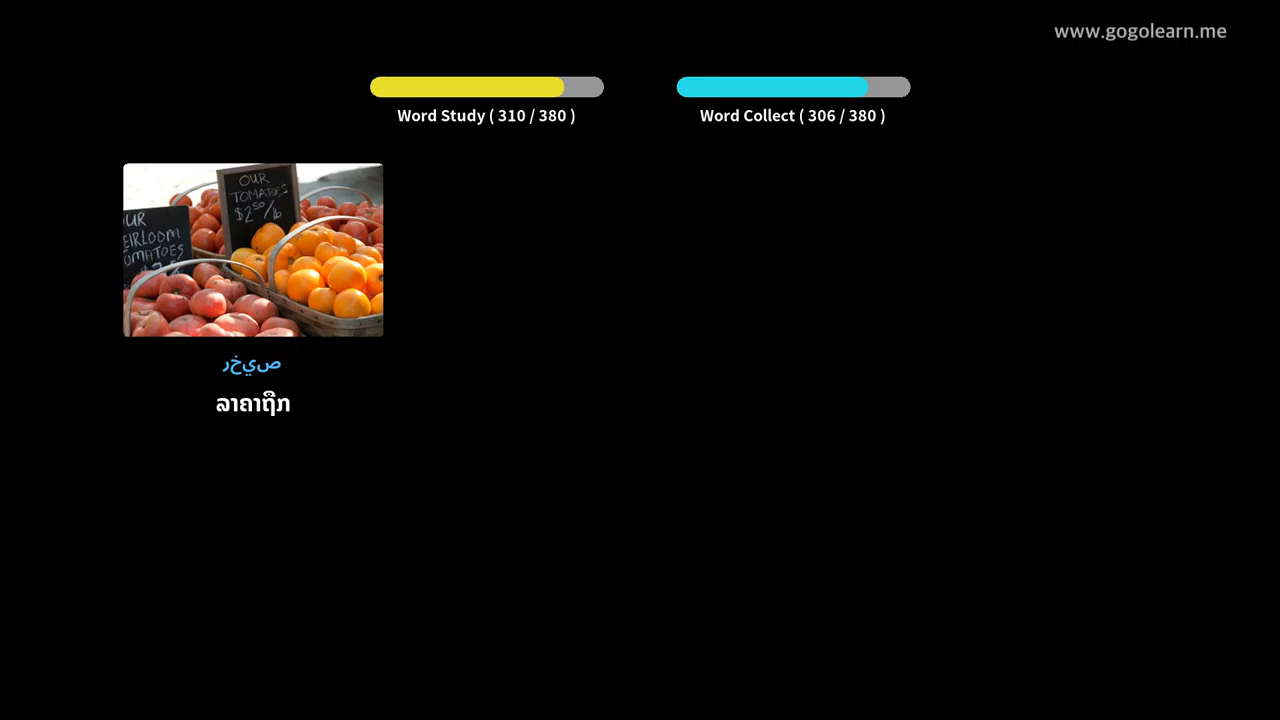 www.gogolearn.me
Word Study ( 310 / 380 )
Word Collect ( 306 / 380 )
OUR
TOMATOES
$2.50/lb
UR
EIRLOOM
OMATOES
صيخر
ລາຄາຖືກ